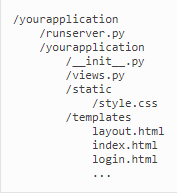 /yourapplication
    /runserver.py
    /yourapplication
        /__init__.py
        /views.py
        /static
            /style.css
        /templates
            layout.html
            index.html
            login.html
            ...